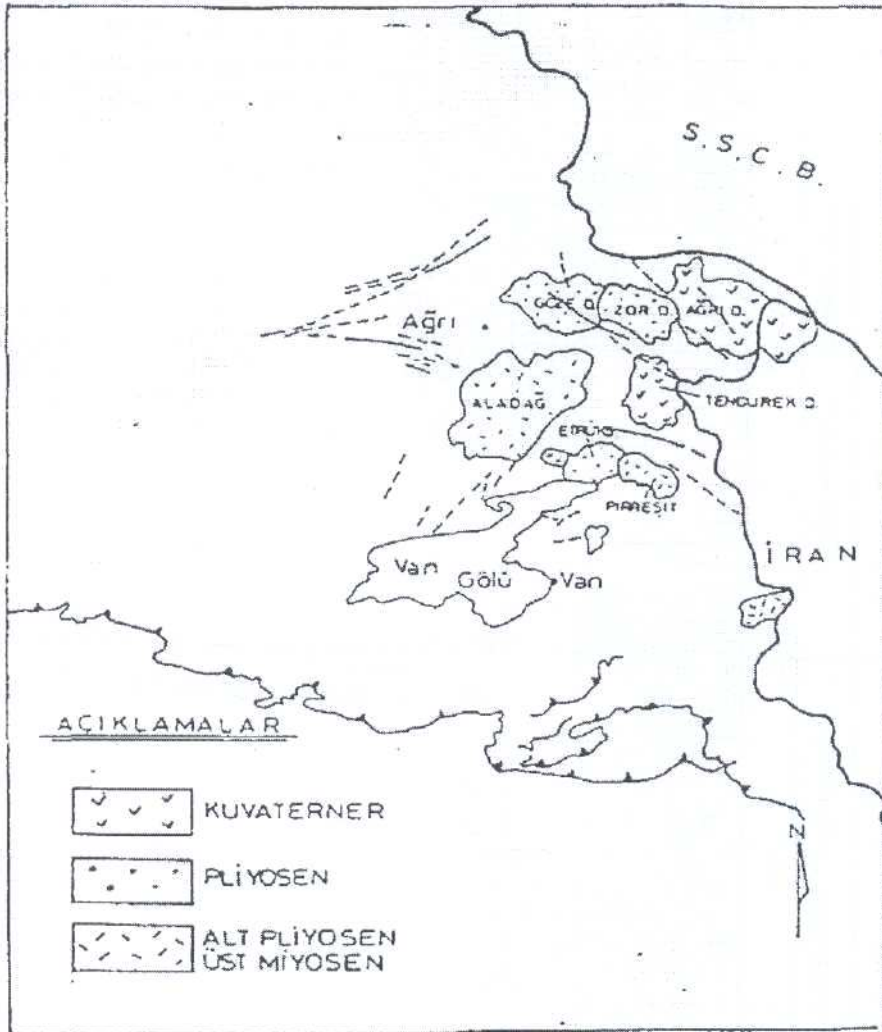 S.S.C.B.
GÖZE D.
ZOR D.
AĞRI D.
Ağrı
TENDUREK D.
ALADAĞ
PIRREŞİT
İRAN
Van Gölü
Van
AÇIKLAMALAR
N
KUVATERNER
PLİYOSEN
ALT PLİYOSEN
ÜST MİYOSEN